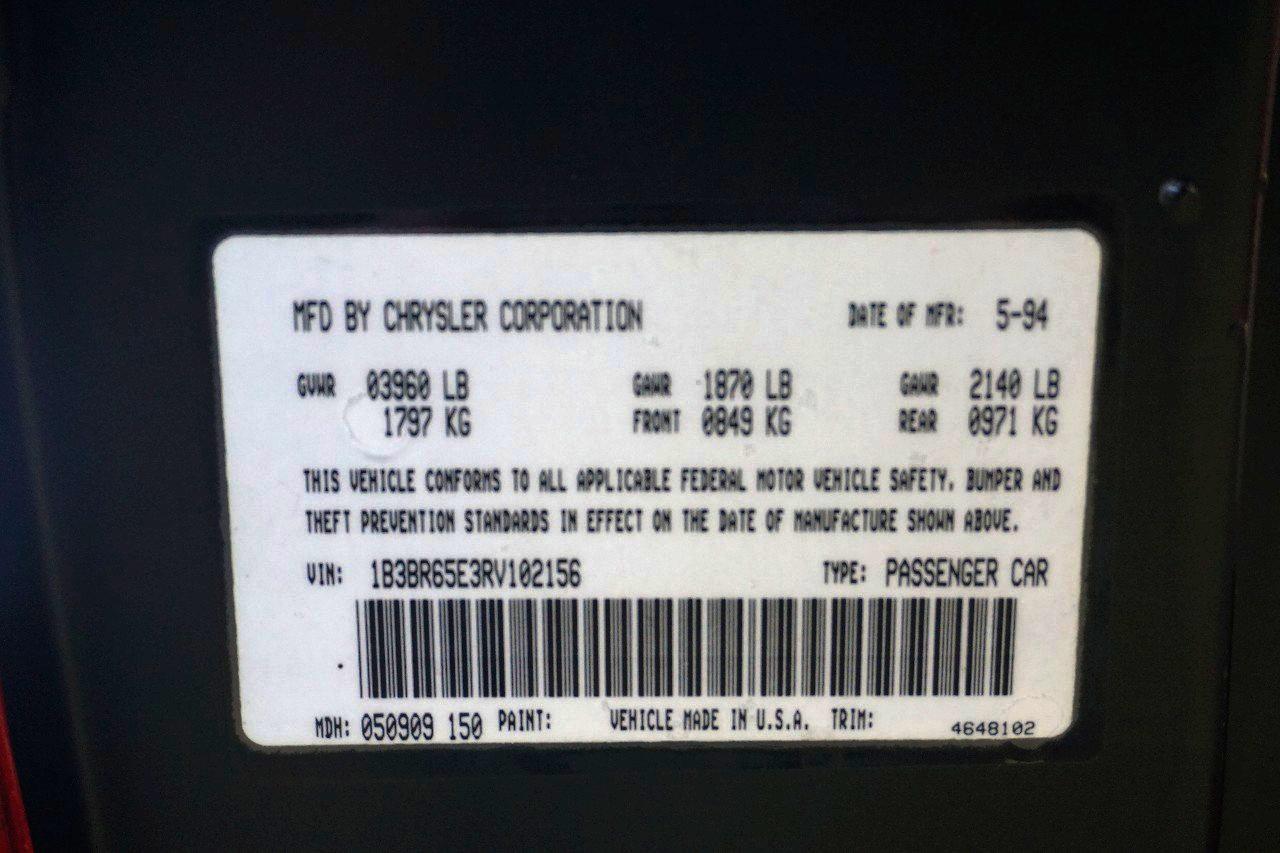 MFD BY CHRYSLER CORPORATION DATE OF MFR: 5-94
GVWR 03960 LB GAWR 1870 LB GAWR 2140 LB
1797 KG FRONT 0849 KG REAR 0971 KG
THIS VEHICLE CONFORMS TO ALL APPLICABLE FEDERAL MOTOR VEHICLE SAFETY, BUMPER AND
THEFT PREVENTION STANDARDS IN EFFECT ON THE DATE OF MANUFACTURE SHOWN ABOVE.
VIN: 1B3BR65E3RV102156 TYPE: PASSENGER CAR
MDH: 050909 150 PAINT: VEHICLE MADE IN U.S.A. TRIM: 4648102